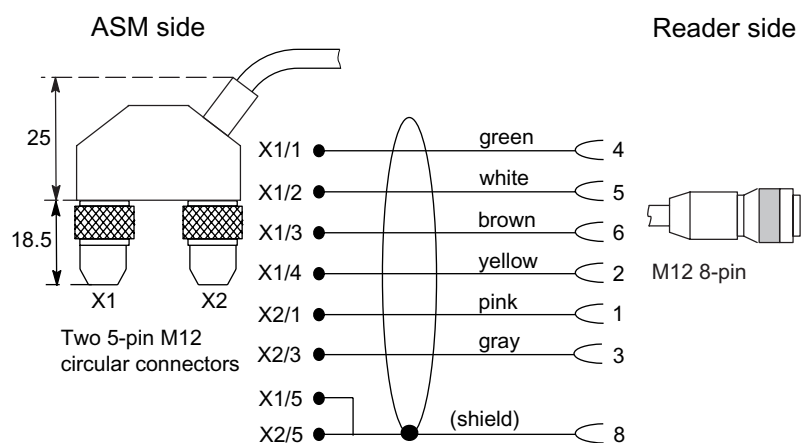 ASM side
Reader side
25
18.5
X1
X2
Two 5-pin M12
circular connectors
X1/1 green 4
X1/2 white 5
X1/3 brown 6
X1/4 yellow 2
X2/1 pink 1
X2/3 gray 3
X1/5
X2/5 (shield) 8
M12 8-pin